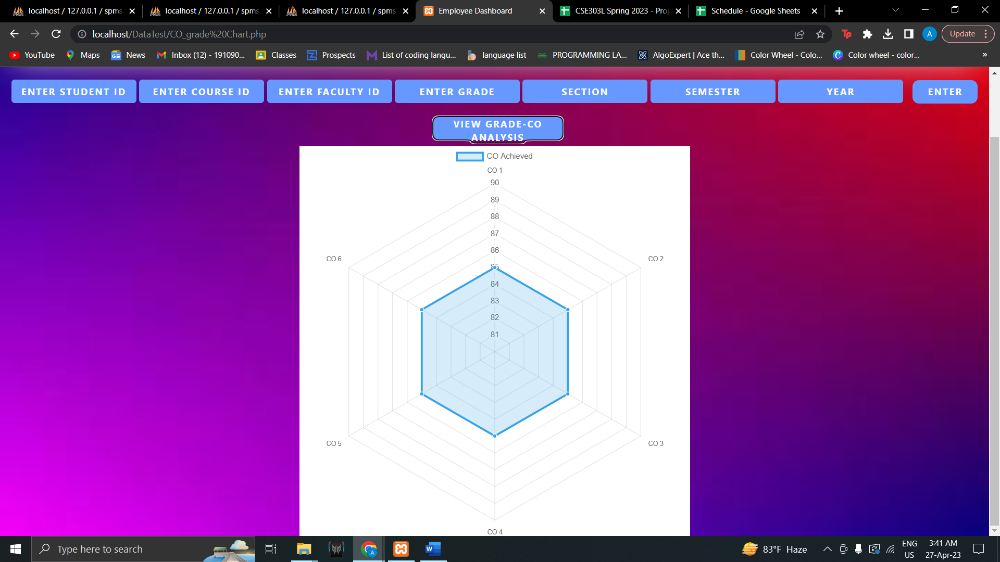 localhost / 127.0.0.1 / spms
localhost / 127.0.0.1 / spms
localhost / 127.0.0.1 / spms
Employee Dashboard
CSE303L Spring 2023 - Proj
Schedule - Google Sheets
localhost/DataTest/CO_grade%20Chart.php
Tp
A
Update
YouTube
Maps
News
Inbox (12) - 191090...
Classes
Prospects
List of coding langu...
language list
PROGRAMMING LA...
AlgoExpert | Ace th...
Color Wheel - Colo...
Color wheel - color...
»
ENTER STUDENT ID
ENTER COURSE ID
ENTER FACULTY ID
ENTER GRADE
SECTION
SEMESTER
YEAR
ENTER
VIEW GRADE-CO
ANALYSIS
CO Achieved
CO 1
90
89
88
87
86
85
84
83
82
81
CO 6
CO 2
CO 5
CO 3
CO 4
Type here to search
83°F Haze
ENG
US
3:41 AM
27-Apr-23